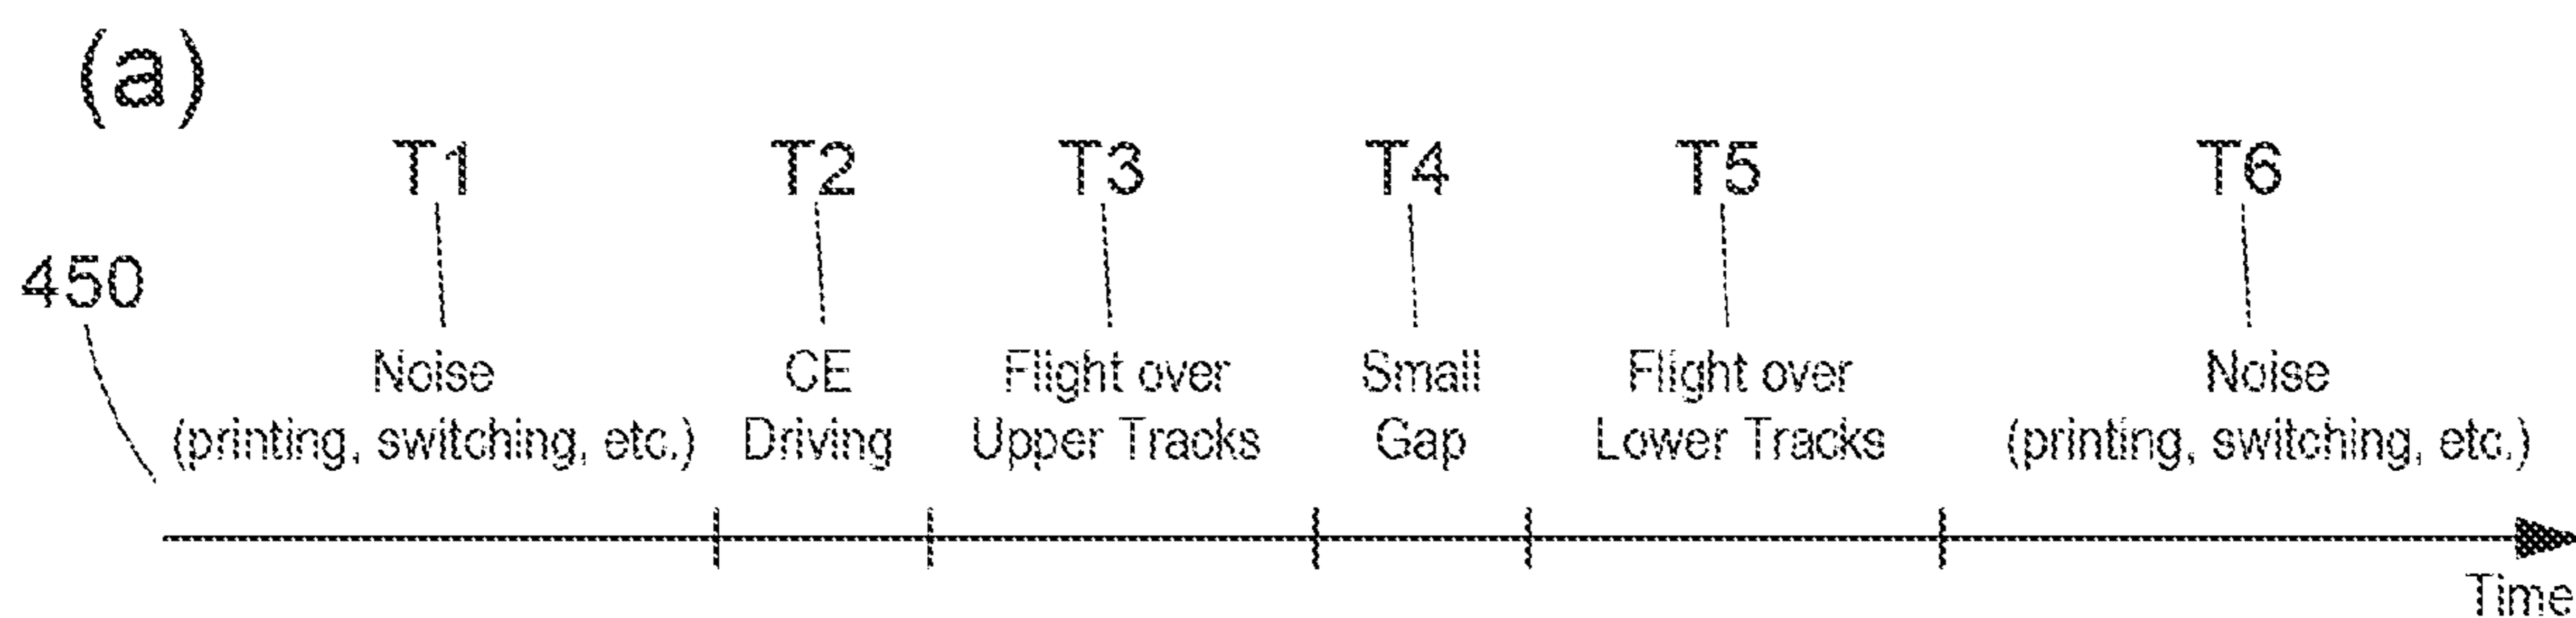 (a)
T1 T2 T3 T4 T5 T6
450
Noise CE Flight over Small Flight over Noise
(printing, switching, etc.) Driving Upper Tracks Gap Lower Tracks (printing, switching, etc.)
Time